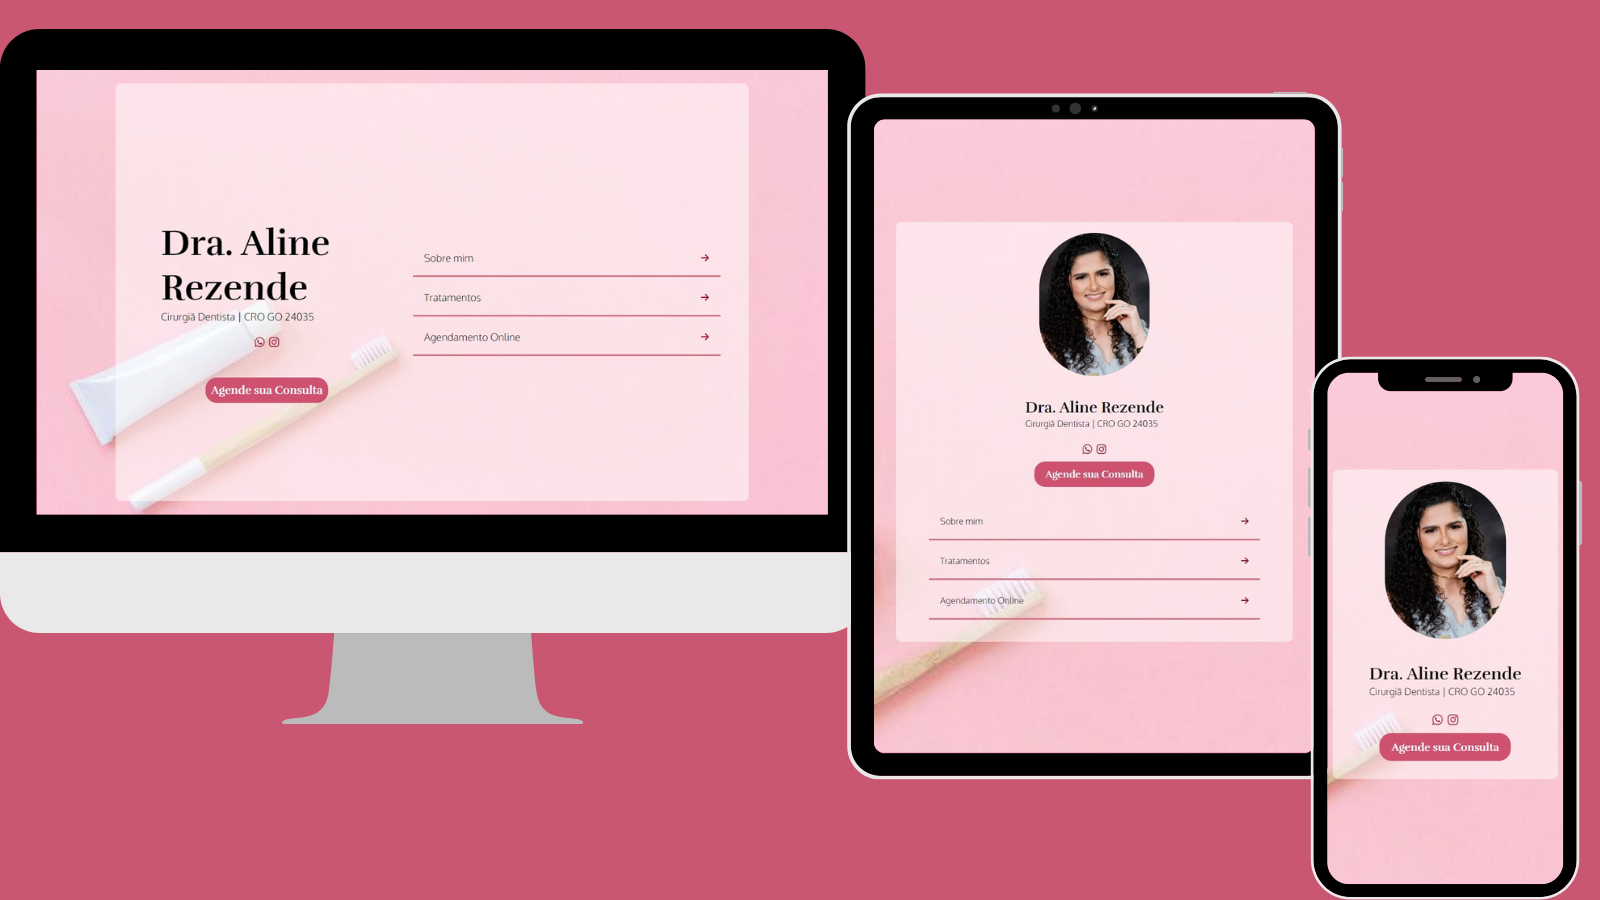 Dra. Aline
Rezende
Cirurgiã Dentista | CRO GO 24035
Agende sua Consulta
Sobre mim
Tratamentos
Agendamento Online
Dra. Aline Rezende
Cirurgiã Dentista | CRO GO 24035
Agende sua Consulta
Sobre mim
Tratamentos
Agendamento Online
Dra. Aline Rezende
Cirurgiã Dentista | CRO GO 24035
Agende sua Consulta